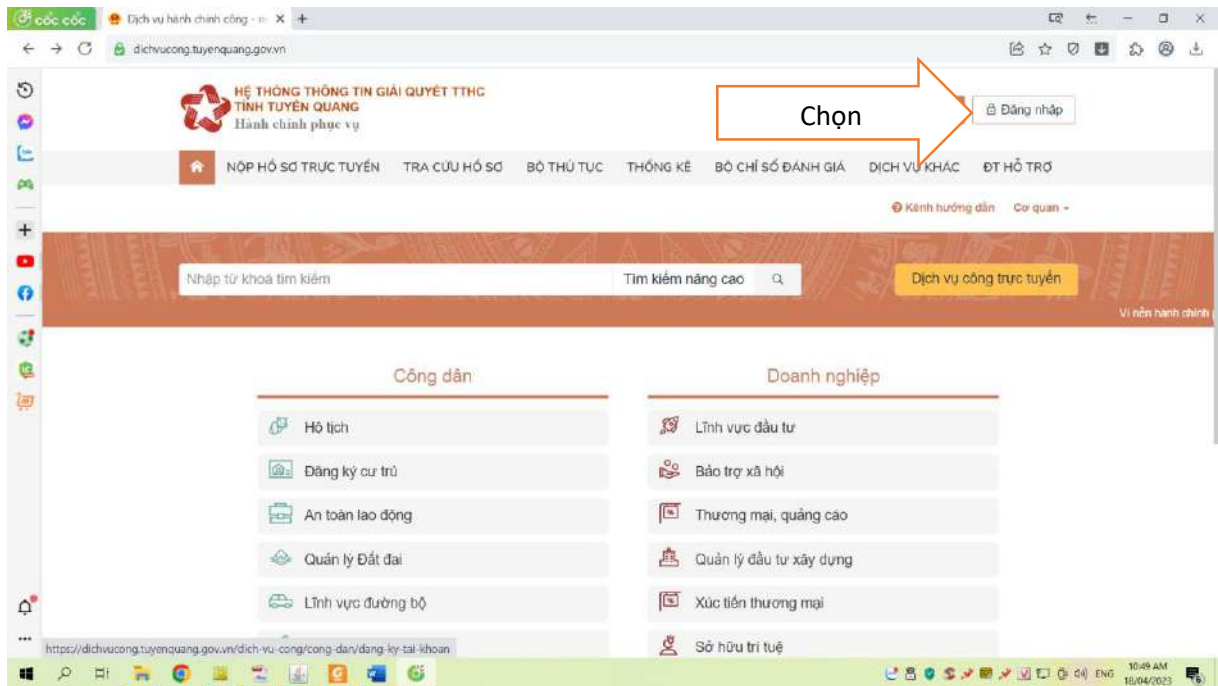 cốc cốc
Dịch vụ hành chính công - n
dichvucong.tuyenquang.gov.vn
HỆ THỐNG THÔNG TIN GIẢI QUYẾT TTHC
TỈNH TUYÊN QUANG
Hành chính phục vụ
Chọn
Đăng nhập
NỘP HỒ SƠ TRỰC TUYẾN TRA CỨU HỒ SƠ BỘ THỦ TỤC THỐNG KÊ BỘ CHỈ SỐ ĐÁNH GIÁ DỊCH VỤ KHÁC ĐT HỖ TRỢ
Kênh hướng dẫn Cơ quan
Nhập từ khoá tìm kiếm Tìm kiếm nâng cao Dịch vụ công trực tuyến
Vì nền hành chính
Công dân Doanh nghiệp
Hộ tịch Lĩnh vực đầu tư
Đăng ký cư trú Bảo trợ xã hội
An toàn lao động Thương mại, quảng cáo
Quản lý Đất đai Quản lý đầu tư xây dựng
Lĩnh vực đường bộ Xúc tiến thương mại
Sở hữu trí tuệ
https://dichvucong.tuyenquang.gov.vn/dich-vu-cong/cong-dan/dang-ky-tai-khoan
ENG 10:49 AM
18/04/2023